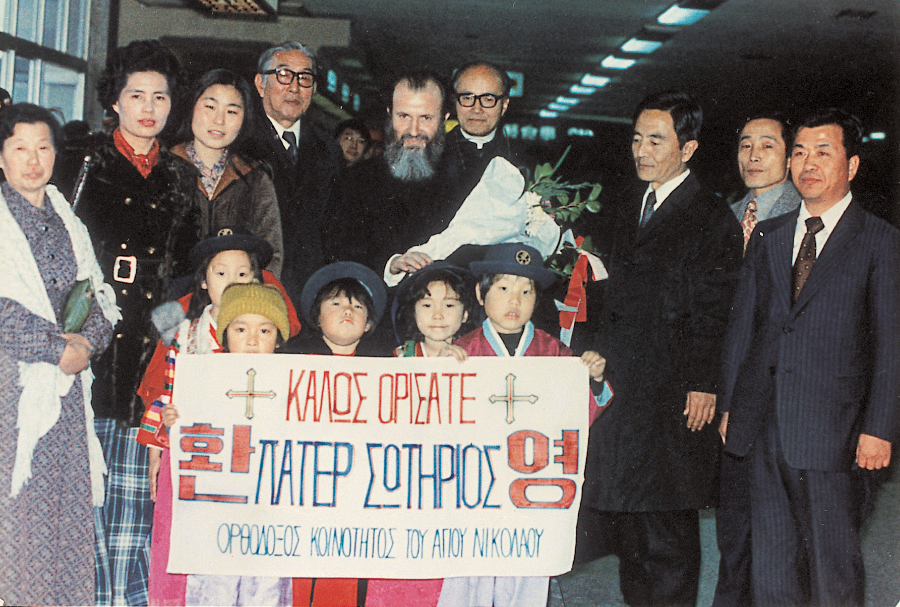 ΚΑΛΩΣ ΟΡΙΣΑΤΕ
환 ΠΑΤΕΡ ΣΩΤΗΡΙΟΣ 영
ΟΡΘΟΔΟΞΟΣ ΚΟΙΝΟΤΗΤΟΣ ΤΟΥ ΑΓΙΟΥ ΝΙΚΟΛΑΟΥ